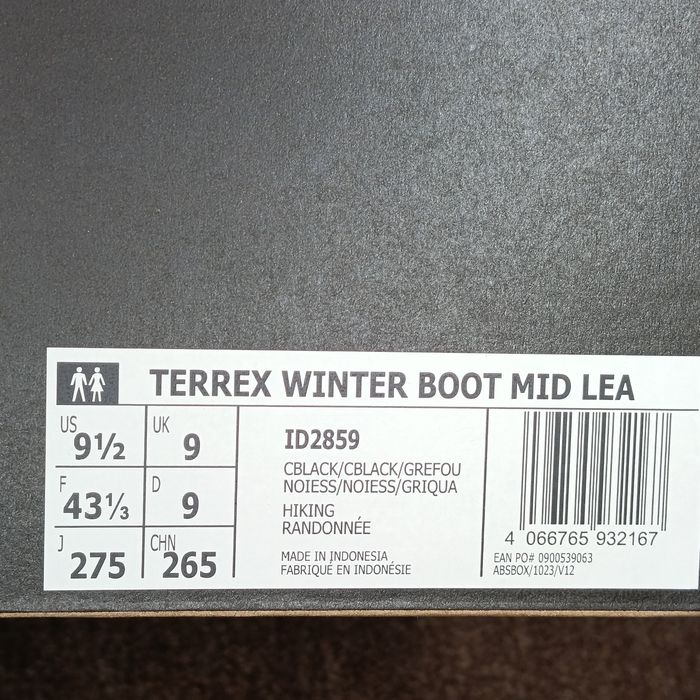 TERREX WINTER BOOT MID LEA
US 9½ UK 9
F 43⅓ D 9
J 275 CHN 265
ID2859
CBLACK/CBLACK/GREFOU
NOIESS/NOIESS/GRIQUA
HIKING
RANDONNÉE
MADE IN INDONESIA
FABRIQUÉ EN INDONÉSIE
4 066765 932167
EAN PO# 0900539063
ABSBOX/1023/V12